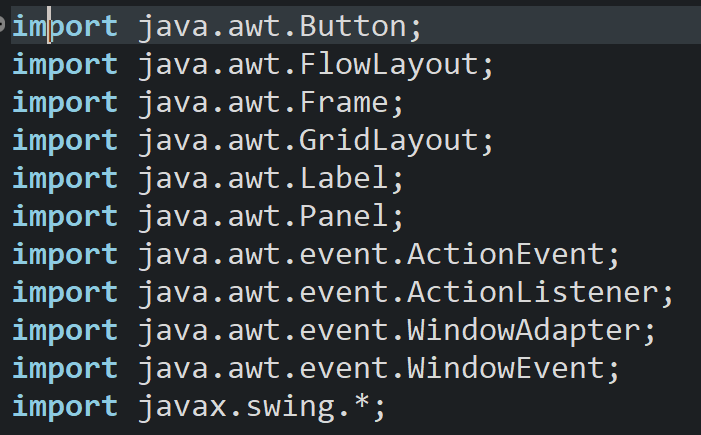 import java.awt.Button;
import java.awt.FlowLayout;
import java.awt.Frame;
import java.awt.GridLayout;
import java.awt.Label;
import java.awt.Panel;
import java.awt.event.ActionEvent;
import java.awt.event.ActionListener;
import java.awt.event.WindowAdapter;
import java.awt.event.WindowEvent;
import javax.swing.*;